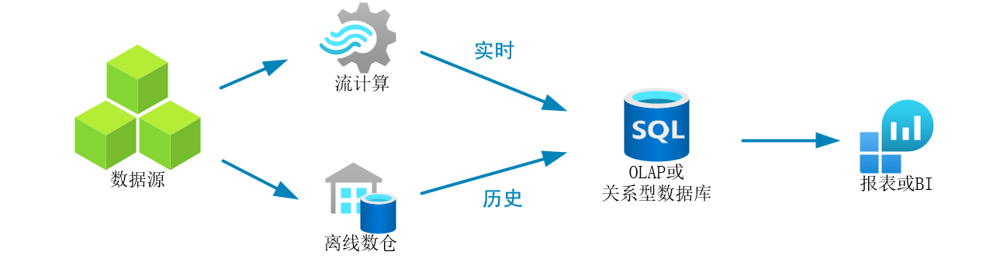 流计算
实时
数据源
SQL
OLAP或
关系型数据库
报表或BI
历史
离线数仓